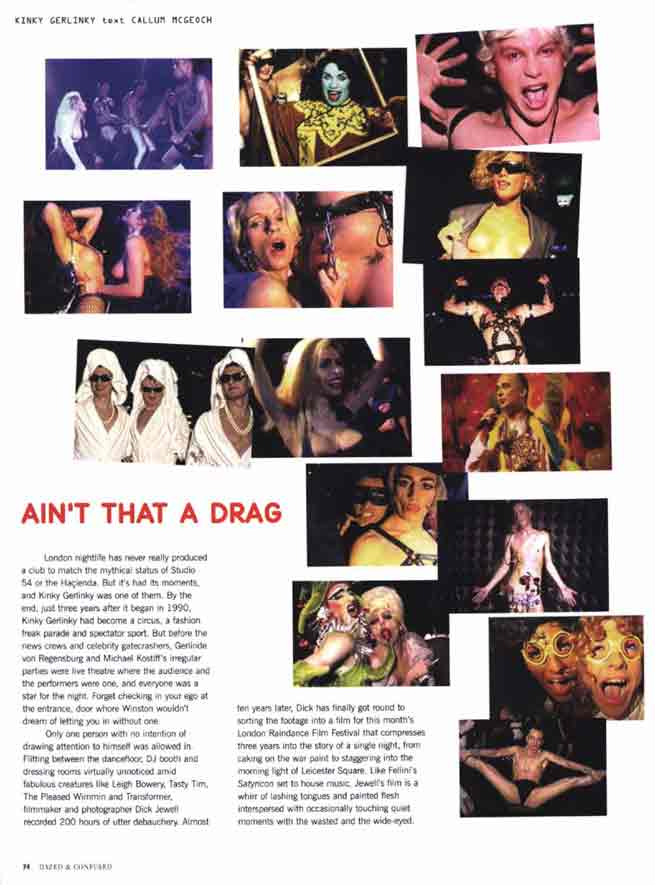 KINKY GERLINKY text CALLUM MCGEOCH
AIN'T THAT A DRAG
London nightlife has never really produced
a club to match the mythical status of Studio
54 or the Haçienda. But it's had its moments,
and Kinky Gerlinky was one of them. By the
end, just three years after it began in 1990,
Kinky Gerlinky had become a circus, a fashion
freak parade and spectator sport. But before the
news crews and celebrity gatecrashers, Gerlinde
von Regensburg and Michael Kostiff's irregular
parties were live theatre where the audience and
the performers were one, and everyone was a
star for the night. Forget checking in your ego at
the entrance, door whore Winston wouldn't
dream of letting you in without one.
Only one person with no intention of
drawing attention to himself was allowed in.
Flitting between the dancefloor, DJ booth and
dressing rooms virtually unnoticed amid
fabulous creatures like Leigh Bowery, Tasty Tim,
The Pleased Wimmin and Transformer,
filmmaker and photographer Dick Jewell
recorded 200 hours of utter debauchery. Almost
ten years later, Dick has finally got round to
sorting the footage into a film for this month's
London Raindance Film Festival that compresses
three years into the story of a single night, from
caking on the war paint to staggering into the
morning light of Leicester Square. Like Fellini's
Satyricon set to house music, Jewell's film is a
whirr of lashing tongues and painted flesh
interspersed with occasionally touching quiet
moments with the wasted and the wide-eyed.
74 DAZED & CONFUSED